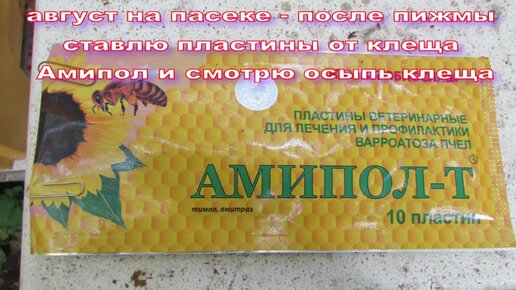 август на пасеке - после пижмы
ставлю пластины от клеща
Амипол и смотрю осыпь клеща
ПЛАСТИНЫ ВЕТЕРИНАРНЫЕ
ДЛЯ ЛЕЧЕНИЯ И ПРОФИЛАКТИКИ
ВАРРОАТОЗА ПЧЕЛ
АМИПОЛ-Т®
тимол, амитраз
10 пластин